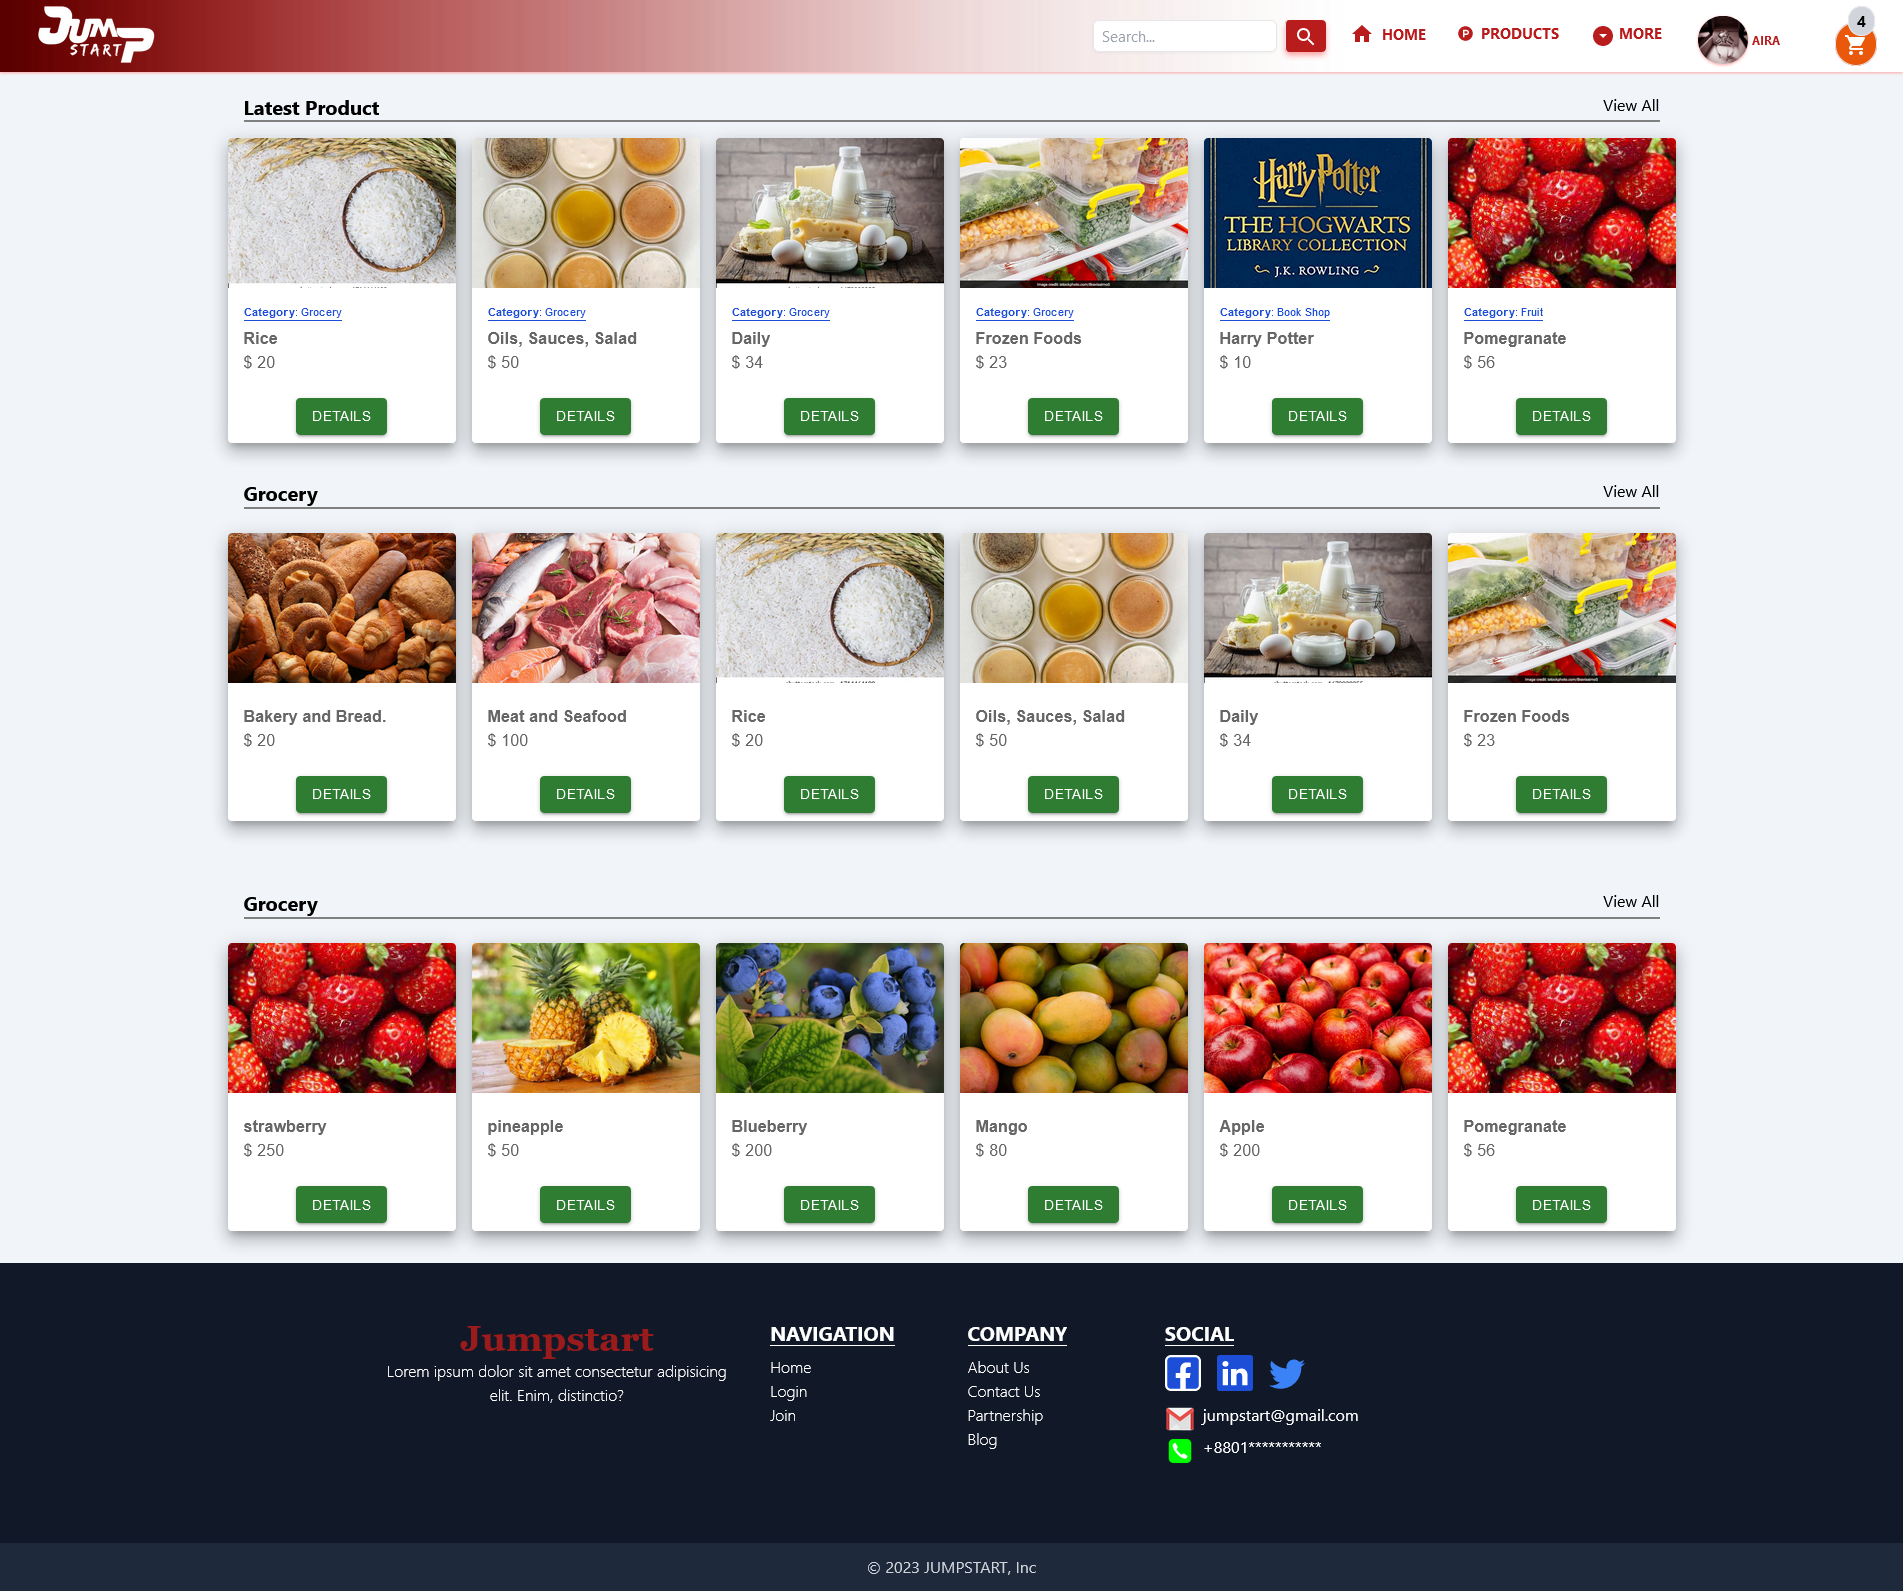 JUMP
START
Search...
HOME
PRODUCTS
MORE
AIRA
4
Latest Product
View All
Harry Potter
THE HOGWARTS
LIBRARY COLLECTION
J.K. ROWLING
Category: Grocery
Rice
$ 20
DETAILS
Category: Grocery
Oils, Sauces, Salad
$ 50
DETAILS
Category: Grocery
Daily
$ 34
DETAILS
Category: Grocery
Frozen Foods
$ 23
DETAILS
Category: Book Shop
Harry Potter
$ 10
DETAILS
Category: Fruit
Pomegranate
$ 56
DETAILS
Grocery
View All
Bakery and Bread.
$ 20
DETAILS
Meat and Seafood
$ 100
DETAILS
Rice
$ 20
DETAILS
Oils, Sauces, Salad
$ 50
DETAILS
Daily
$ 34
DETAILS
Frozen Foods
$ 23
DETAILS
Grocery
View All
strawberry
$ 250
DETAILS
pineapple
$ 50
DETAILS
Blueberry
$ 200
DETAILS
Mango
$ 80
DETAILS
Apple
$ 200
DETAILS
Pomegranate
$ 56
DETAILS
Jumpstart
Lorem ipsum dolor sit amet consectetur adipisicing
elit. Enim, distinctio?
NAVIGATION
Home
Login
Join
COMPANY
About Us
Contact Us
Partnership
Blog
SOCIAL
jumpstart@gmail.com
+8801***********
© 2023 JUMPSTART, Inc